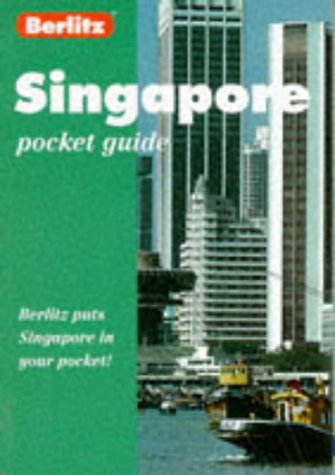 Berlitz
Singapore
pocket guide
Berlitz puts
Singapore in
your pocket!